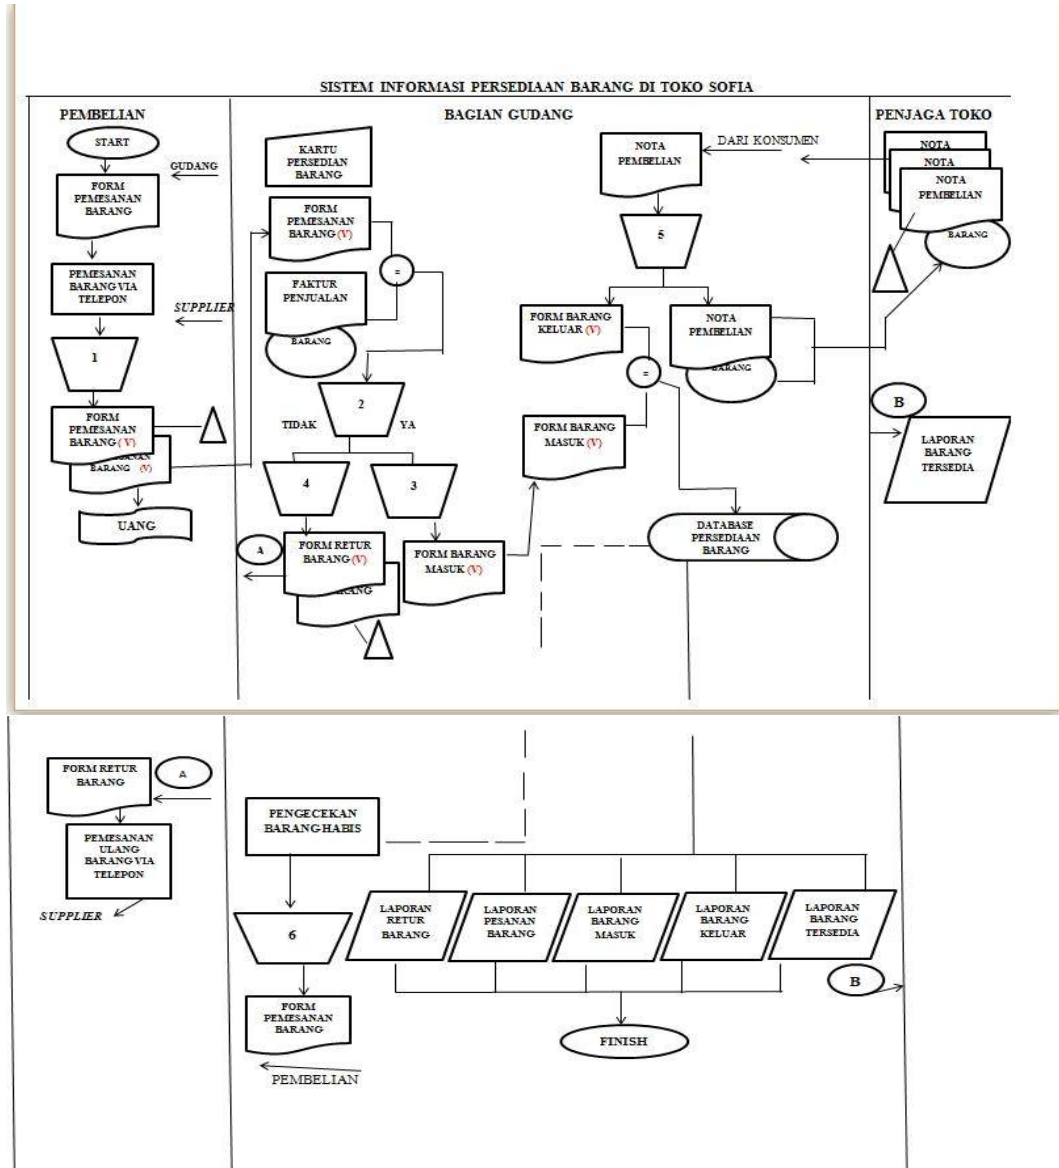 SISTEM INFORMASI PERSEDIAAN BARANG DI TOKO SOFIA
PEMBELIAN
START
GUDANG
FORM
PEMESANAN
BARANG
PEMESANAN
BARANG VIA
TELEPON
SUPPLIER
1
FORM
PEMESANAN
BARANG (V)
BARANG (V)
UANG
BAGIAN GUDANG
KARTU
PERSEDIAN
BARANG
FORM
PEMESANAN
BARANG (V)
=
FAKTUR
PENJUALAN
BARANG
2
TIDAK
YA
4
3
A
FORM RETUR
BARANG (V)
FORM BARANG
MASUK (V)
NOTA
PEMBELIAN
DARI KONSUMEN
5
FORM BARANG
KELUAR (V)
NOTA
PEMBELIAN
BARANG
=
FORM BARANG
MASUK (V)
DATABASE
PERSEDIAAN
BARANG
PENJAGA TOKO
NOTA
NOTA
NOTA
PEMBELIAN
BARANG
B
LAPORAN
BARANG
TERSEDIA
FORM RETUR
BARANG
A
PEMESANAN
ULANG
BARANG VIA
TELEPON
SUPPLIER
PENGECEKAN
BARANG HABIS
6
FORM
PEMESANAN
BARANG
PEMBELIAN
LAPORAN
RETUR
BARANG
LAPORAN
PESANAN
BARANG
LAPORAN
BARANG
MASUK
LAPORAN
BARANG
KELUAR
LAPORAN
BARANG
TERSEDIA
B
FINISH